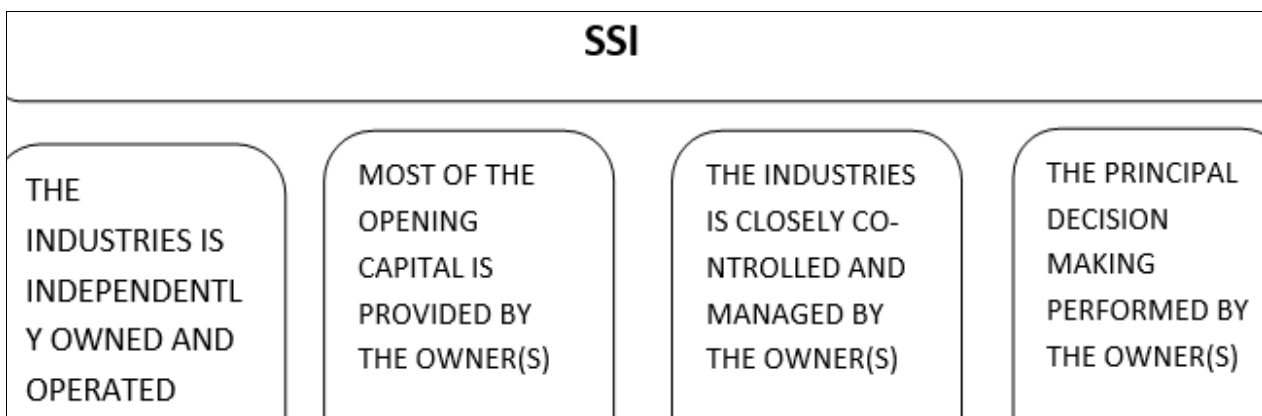 SSI
THE
INDUSTRIES IS
INDEPENDENTL
Y OWNED AND
OPERATED
MOST OF THE
OPENING
CAPITAL IS
PROVIDED BY
THE OWNER(S)
THE INDUSTRIES
IS CLOSELY CO-
NTROLLED AND
MANAGED BY
THE OWNER(S)
THE PRINCIPAL
DECISION
MAKING
PERFORMED BY
THE OWNER(S)